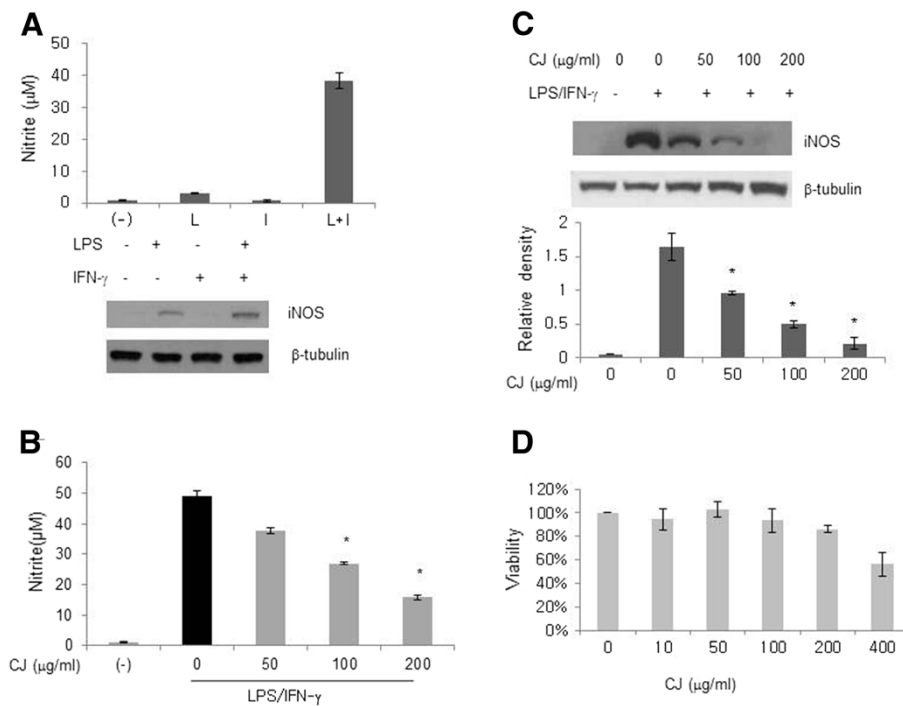 A
50
40
30
20
10
0
Nitrite (μM)
(-) L I L+I
LPS - + - +
IFN-γ - - + +
iNOS
β-tubulin
B
60
50
40
30
20
10
0
Nitrite(μM)
CJ (μg/ml) (-) 0 50 100 200
* *
LPS/IFN-γ
C
CJ (μg/ml) 0 0 50 100 200
LPS/IFN-γ - + + + +
iNOS
β-tubulin
2
1.5
1
0.5
0
Relative density
* * *
CJ (μg/ml) 0 0 50 100 200
D
120%
100%
80%
60%
40%
20%
0%
Viability
0 10 50 100 200 400
CJ (μg/ml)